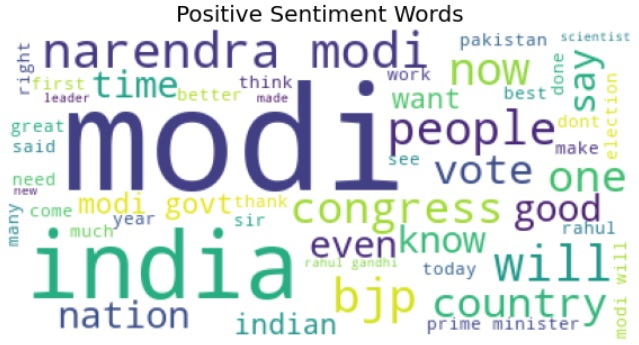 Positive Sentiment Words
right
narendra modi
pakistan
scientist
first
time
think
work
now
done
say
leader
better
made
want
best
election
great
modi
people
dont
said
see
vote
make
need
one
new
many
come
modi govt
thank
congress
good
year
sir
rahul
much
india
even
know
will
modi will
rahul gandhi
today
bjp
country
nation
indian
prime minister